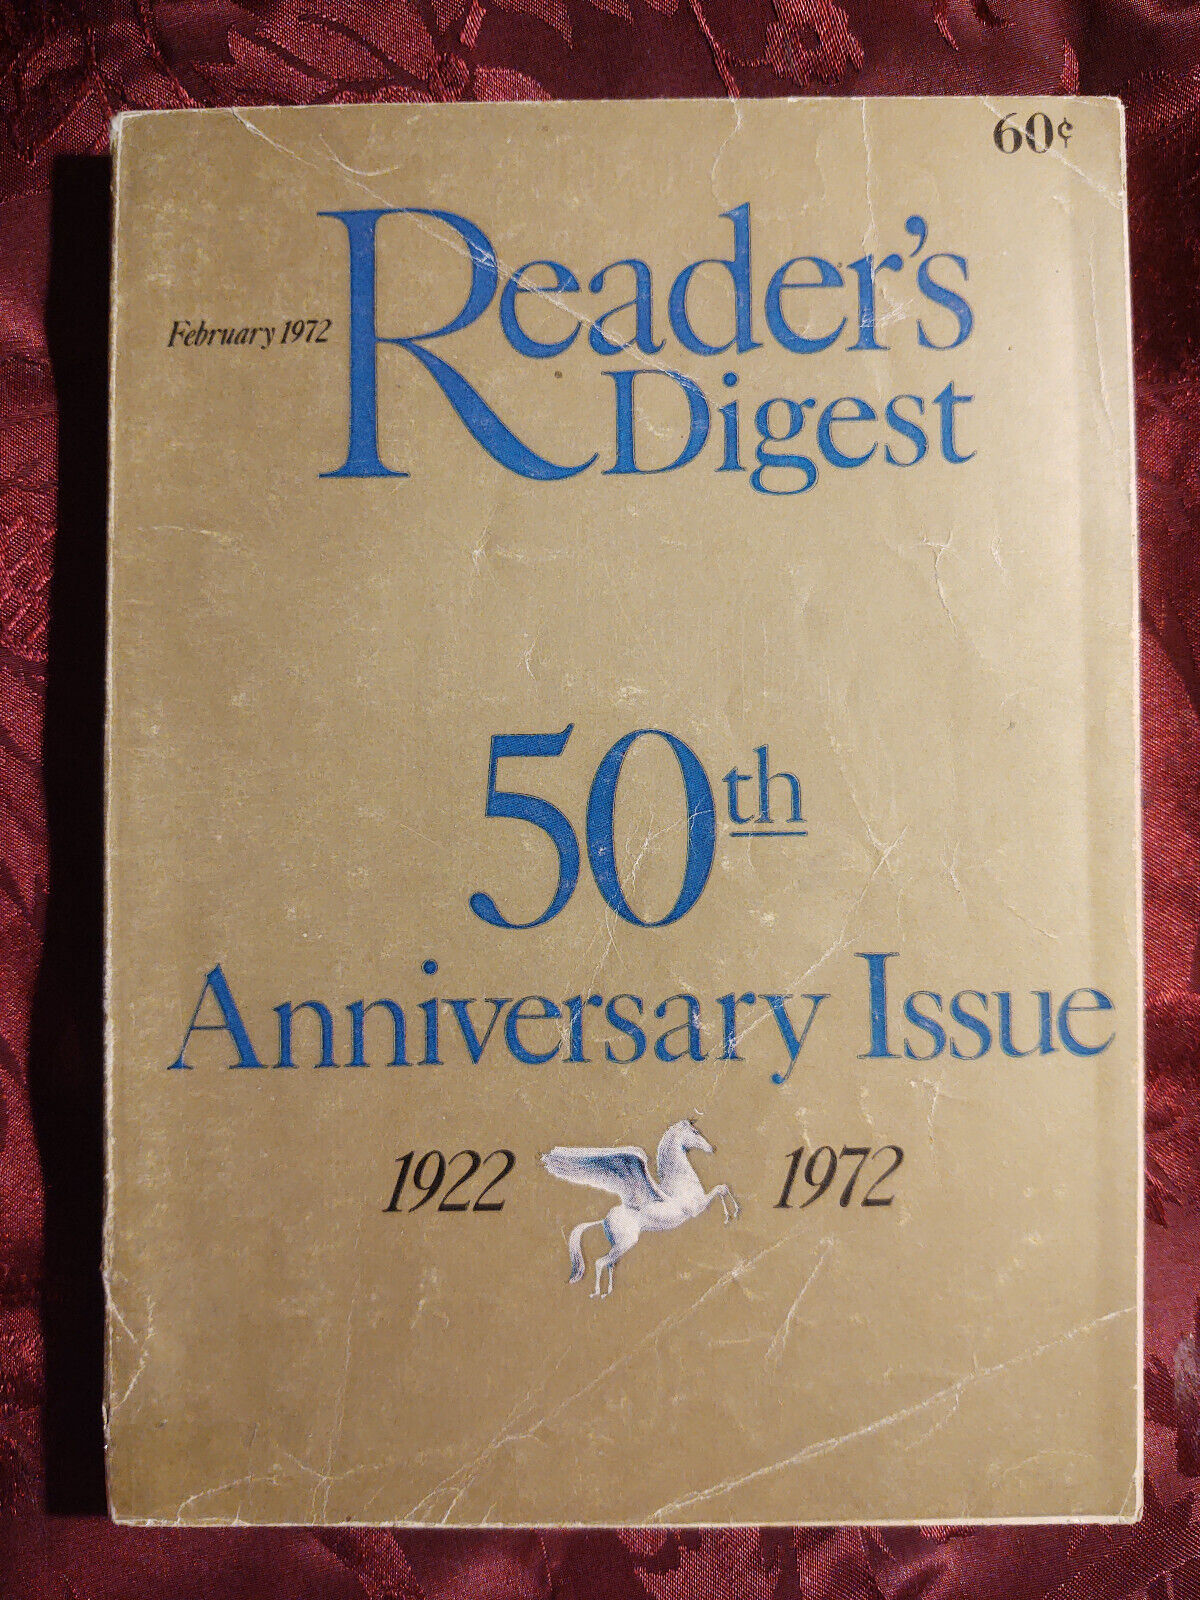 60¢
Reader's
February 1972
Digest
50th
Anniversary Issue
1922 1972